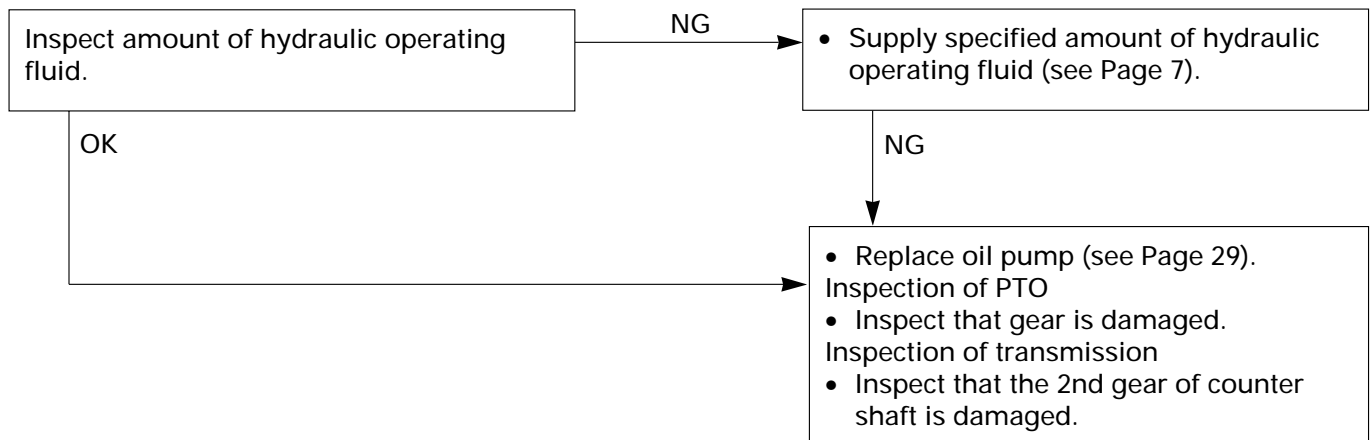 Inspect amount of hydraulic operating
fluid.
NG
• Supply specified amount of hydraulic
operating fluid (see Page 7).
OK
NG
• Replace oil pump (see Page 29).
Inspection of PTO
• Inspect that gear is damaged.
Inspection of transmission
• Inspect that the 2nd gear of counter
shaft is damaged.